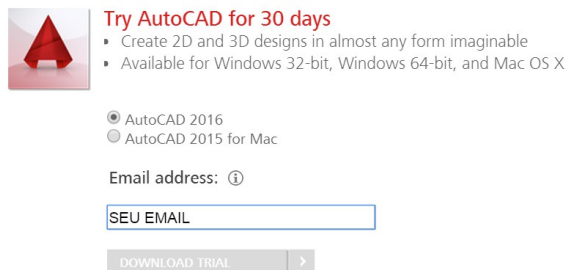 Try AutoCAD for 30 days
Create 2D and 3D designs in almost any form imaginable
Available for Windows 32-bit, Windows 64-bit, and Mac OS X
AutoCAD 2016
AutoCAD 2015 for Mac
Email address:
SEU EMAIL
DOWNLOAD TRIAL